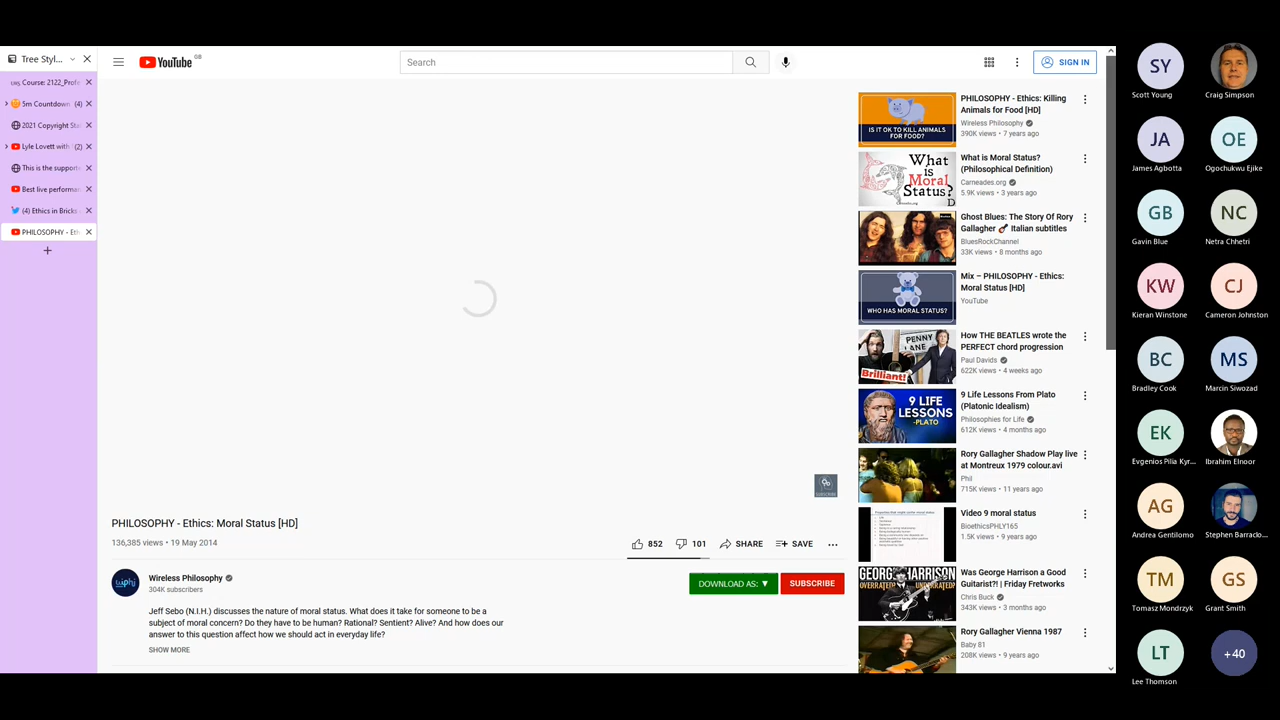 Tree Styl...
Course: 2122_Profe
5m Countdown (4)
2021 Copyright Sta
Lyle Lovett with (2)
This is the supporti
Best live performan
(4) Ethics in Bricks
PHILOSOPHY - Eth
YouTube GB
Search
SIGN IN
PHILOSOPHY - Ethics: Moral Status [HD]
136,385 views • 19 May 2014
852
101
SHARE
SAVE
Wireless Philosophy
304K subscribers
DOWNLOAD AS: ▼
SUBSCRIBE
Jeff Sebo (N.I.H.) discusses the nature of moral status. What does it take for someone to be a
subject of moral concern? Do they have to be human? Rational? Sentient? Alive? And how does our
answer to this question affect how we should act in everyday life?
SHOW MORE
IS IT OK TO KILL ANIMALS
FOR FOOD?
PHILOSOPHY - Ethics: Killing
Animals for Food [HD]
Wireless Philosophy
390K views • 7 years ago
What
is
Moral
Status?
What is Moral Status?
(Philosophical Definition)
Carneades.org
5.9K views • 3 years ago
Ghost Blues: The Story Of Rory
Gallagher 🎸 Italian subtitles
BluesRockChannel
33K views • 8 months ago
WHO HAS MORAL STATUS?
Mix – PHILOSOPHY - Ethics:
Moral Status [HD]
YouTube
PENNY
LANE
Brilliant!
How THE BEATLES wrote the
PERFECT chord progression
Paul Davids
622K views • 4 weeks ago
9 LIFE
LESSONS
-PLATO
9 Life Lessons From Plato
(Platonic Idealism)
Philosophies for Life
612K views • 4 months ago
Rory Gallagher Shadow Play live
at Montreux 1979 colour.avi
Phil
715K views • 11 years ago
Video 9 moral status
BioethicsPHLY165
1.5K views • 9 years ago
GEORGE HARRISON
Was George Harrison a Good
Guitarist?! | Friday Fretworks
Chris Buck
343K views • 3 months ago
Rory Gallagher Vienna 1987
Baby 81
208K views • 9 years ago
SY
Scott Young
Craig Simpson
JA
James Agbotta
OE
Ogochukwu Ejike
GB
Gavin Blue
NC
Netra Chhetri
KW
Kieran Winstone
CJ
Cameron Johnston
BC
Bradley Cook
MS
Marcin Siwozad
EK
Evgenios Pilia Kyr...
Ibrahim Elnoor
AG
Andrea Gentilomo
Stephen Barraclo...
TM
Tomasz Mondrzyk
GS
Grant Smith
LT
Lee Thomson
+40